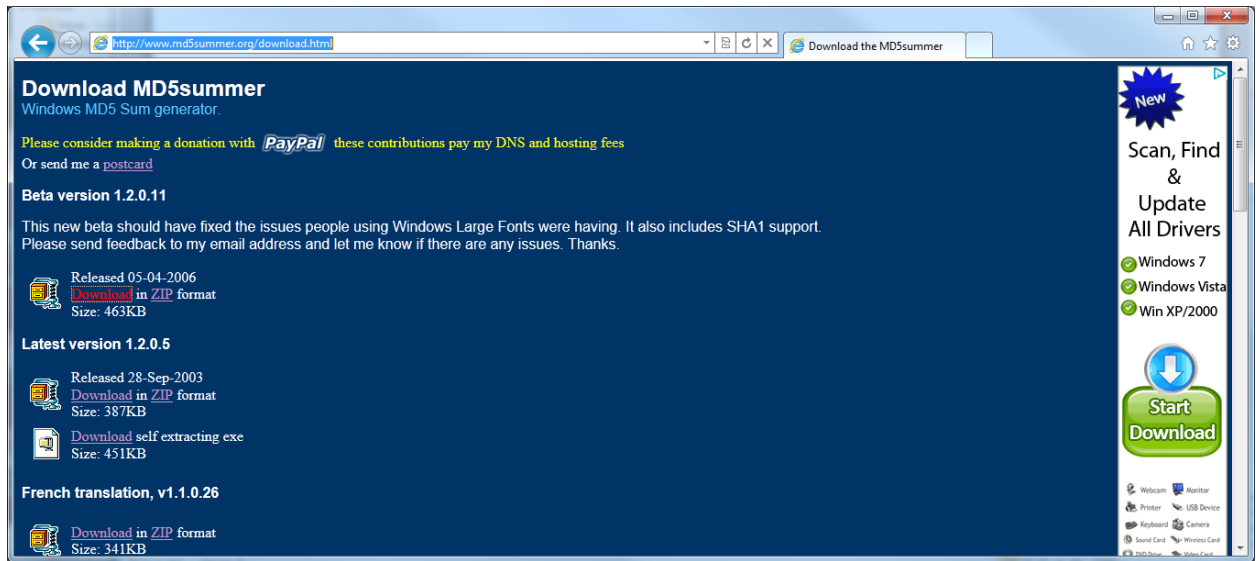 http://www.md5summer.org/download.html
Download the MD5summer
Download MD5summer
Windows MD5 Sum generator.
Please consider making a donation with PayPal these contributions pay my DNS and hosting fees
Or send me a postcard
Beta version 1.2.0.11
This new beta should have fixed the issues people using Windows Large Fonts were having. It also includes SHA1 support.
Please send feedback to my email address and let me know if there are any issues. Thanks.
Released 05-04-2006
Download in ZIP format
Size: 463KB
Latest version 1.2.0.5
Released 28-Sep-2003
Download in ZIP format
Size: 387KB
Download self extracting exe
Size: 451KB
French translation, v1.1.0.26
Download in ZIP format
Size: 341KB
New
Scan, Find
&
Update
All Drivers
Windows 7
Windows Vista
Win XP/2000
Start
Download
Webcam Monitor
Printer USB Device
Keyboard Camera
Sound Card Wireless Card
DVD Drive Video Card